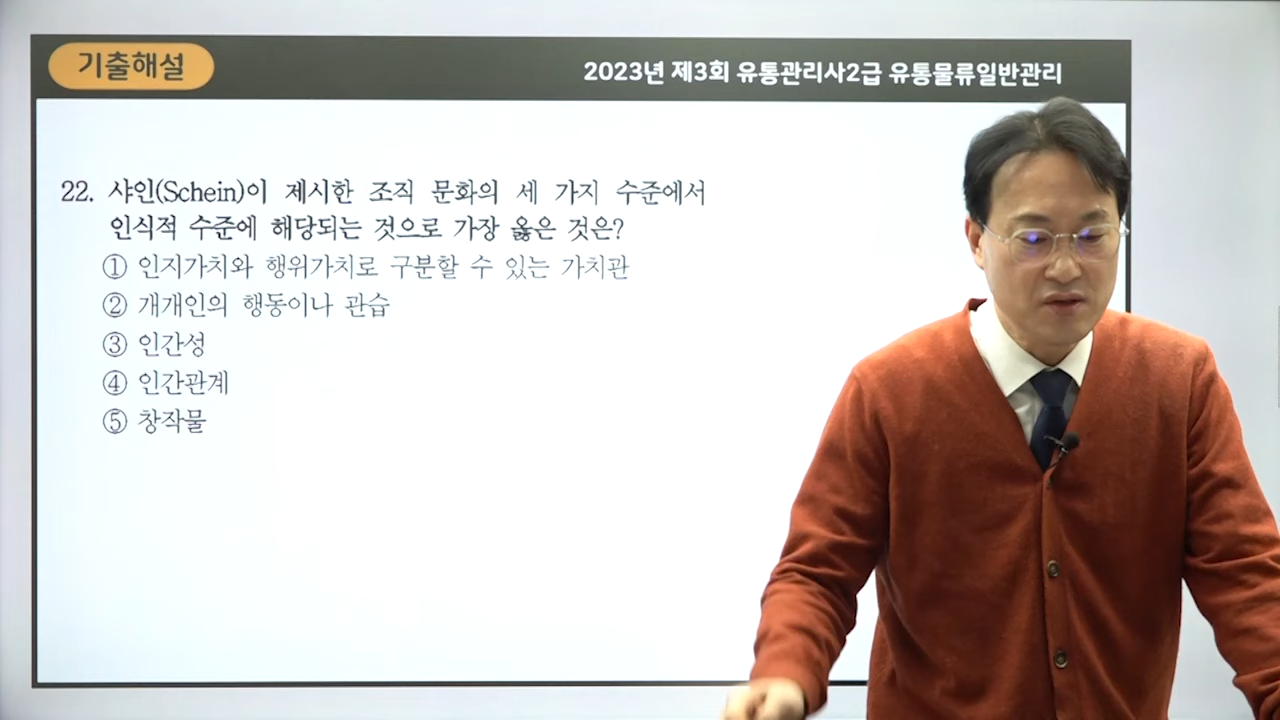 기출해설
2023년 제3회 유통관리사2급 유통물류일반관리
22. 샤인(Schein)이 제시한 조직 문화의 세 가지 수준에서
인식적 수준에 해당되는 것으로 가장 옳은 것은?
① 인지가치와 행위가치로 구분할 수 있는 가치관
② 개개인의 행동이나 관습
③ 인간성
④ 인간관계
⑤ 창작물